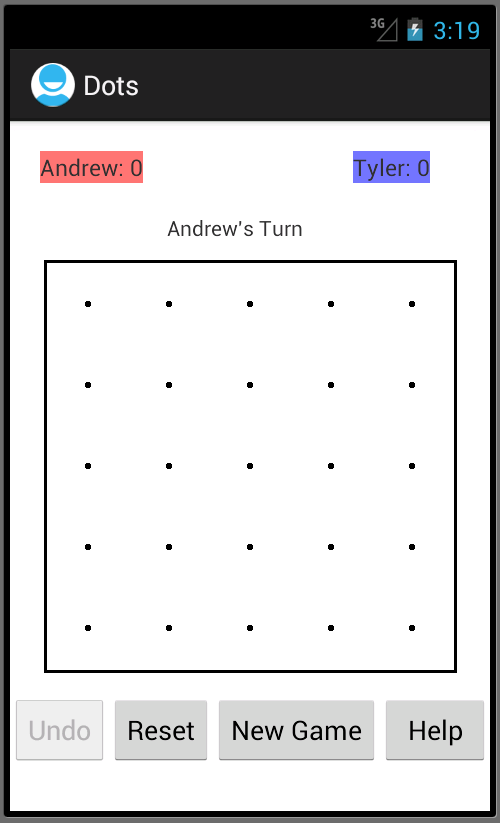 3G 3:19
Dots
Andrew: 0 Tyler: 0
Andrew's Turn
Undo Reset New Game Help